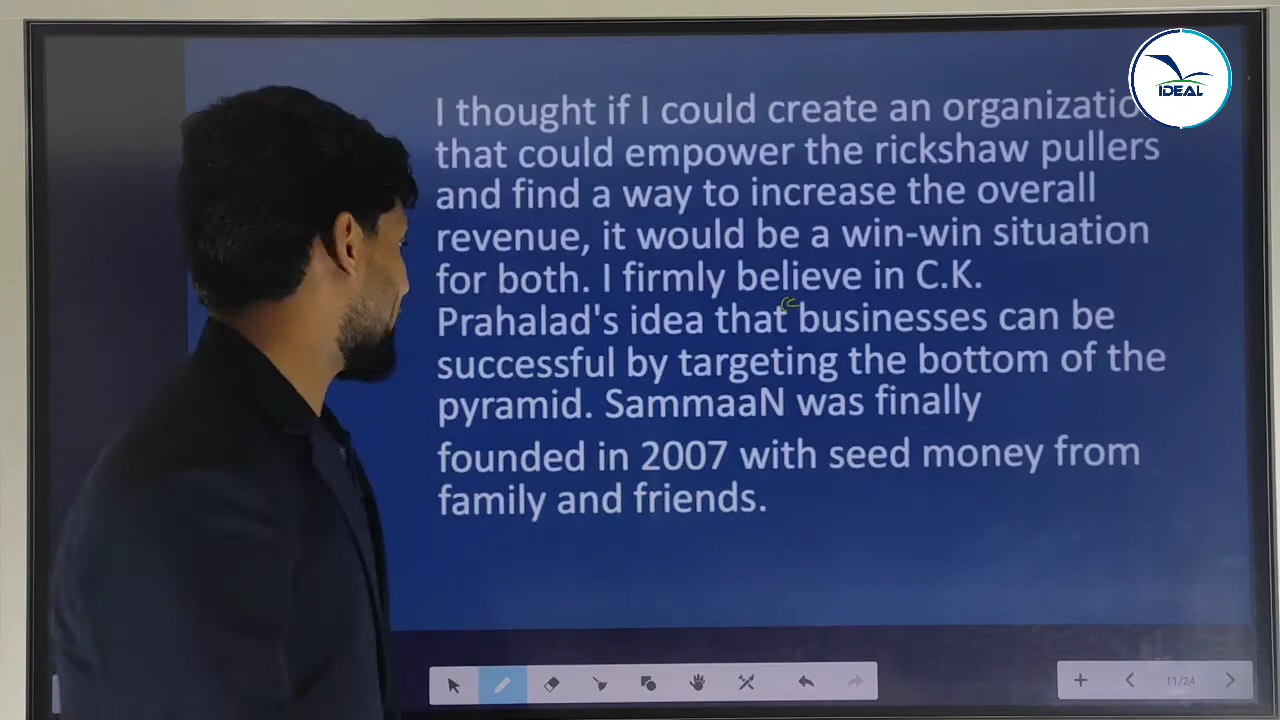 I thought if I could create an organizatio
that could empower the rickshaw pullers
and find a way to increase the overall
revenue, it would be a win-win situation
for both. I firmly believe in C.K.
Prahalad's idea that businesses can be
successful by targeting the bottom of the
pyramid. SammaaN was finally
founded in 2007 with seed money from
family and friends.
IDEAL
11/24